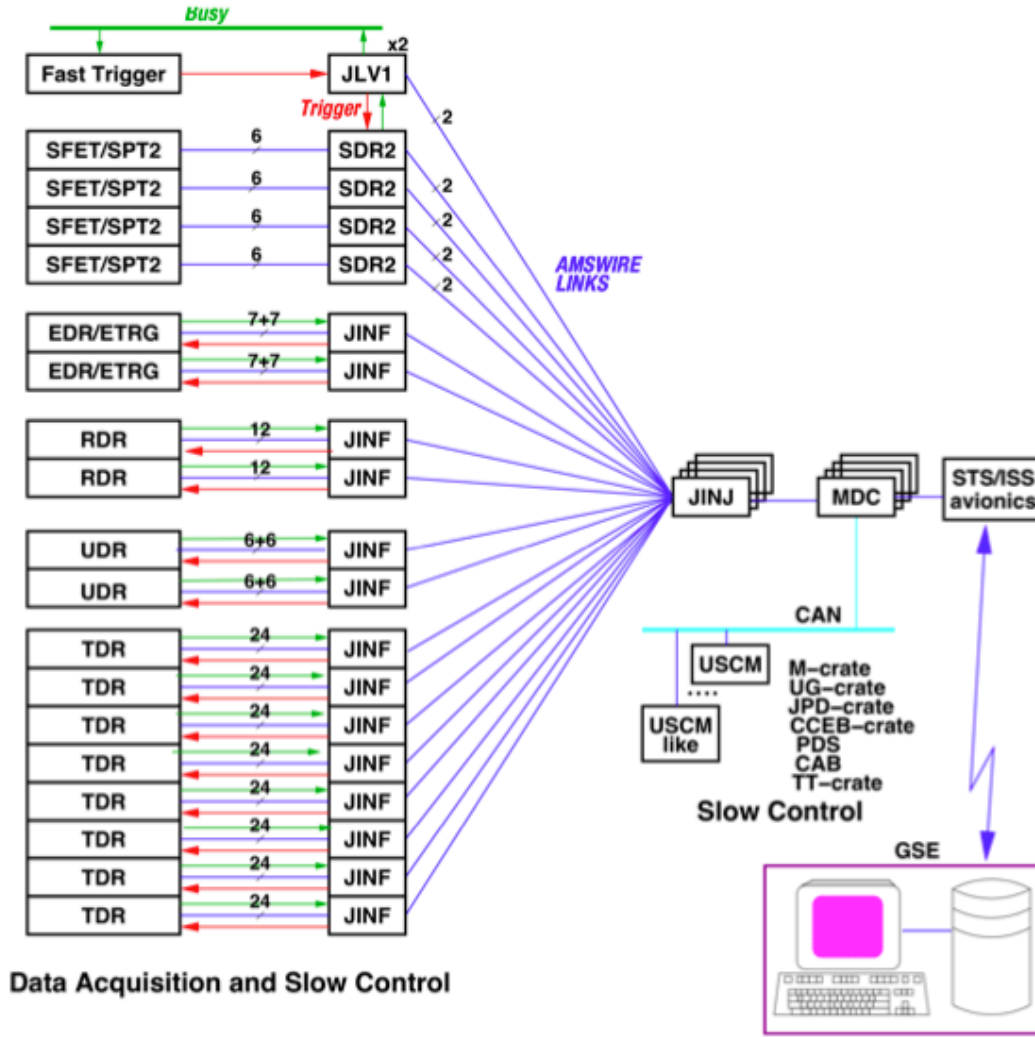 Busy
x2
Fast Trigger
JLV1
Trigger
2
SFET/SPT2
6
SDR2
SFET/SPT2
6
SDR2
2
SFET/SPT2
6
SDR2
2
SFET/SPT2
6
SDR2
2
2
AMSWIRE
LINKS
EDR/ETRG
7+7
JINF
EDR/ETRG
7+7
JINF
RDR
12
JINF
RDR
12
JINF
JINJ
MDC
STS/ISS
avionics
UDR
6+6
JINF
UDR
6+6
JINF
TDR
24
JINF
TDR
24
JINF
TDR
24
JINF
TDR
24
JINF
TDR
24
JINF
TDR
24
JINF
TDR
24
JINF
TDR
24
JINF
CAN
USCM
....
USCM
like
M-crate
UG-crate
JPD-crate
CCEB-crate
PDS
CAB
TT-crate
Slow Control
GSE
Data Acquisition and Slow Control